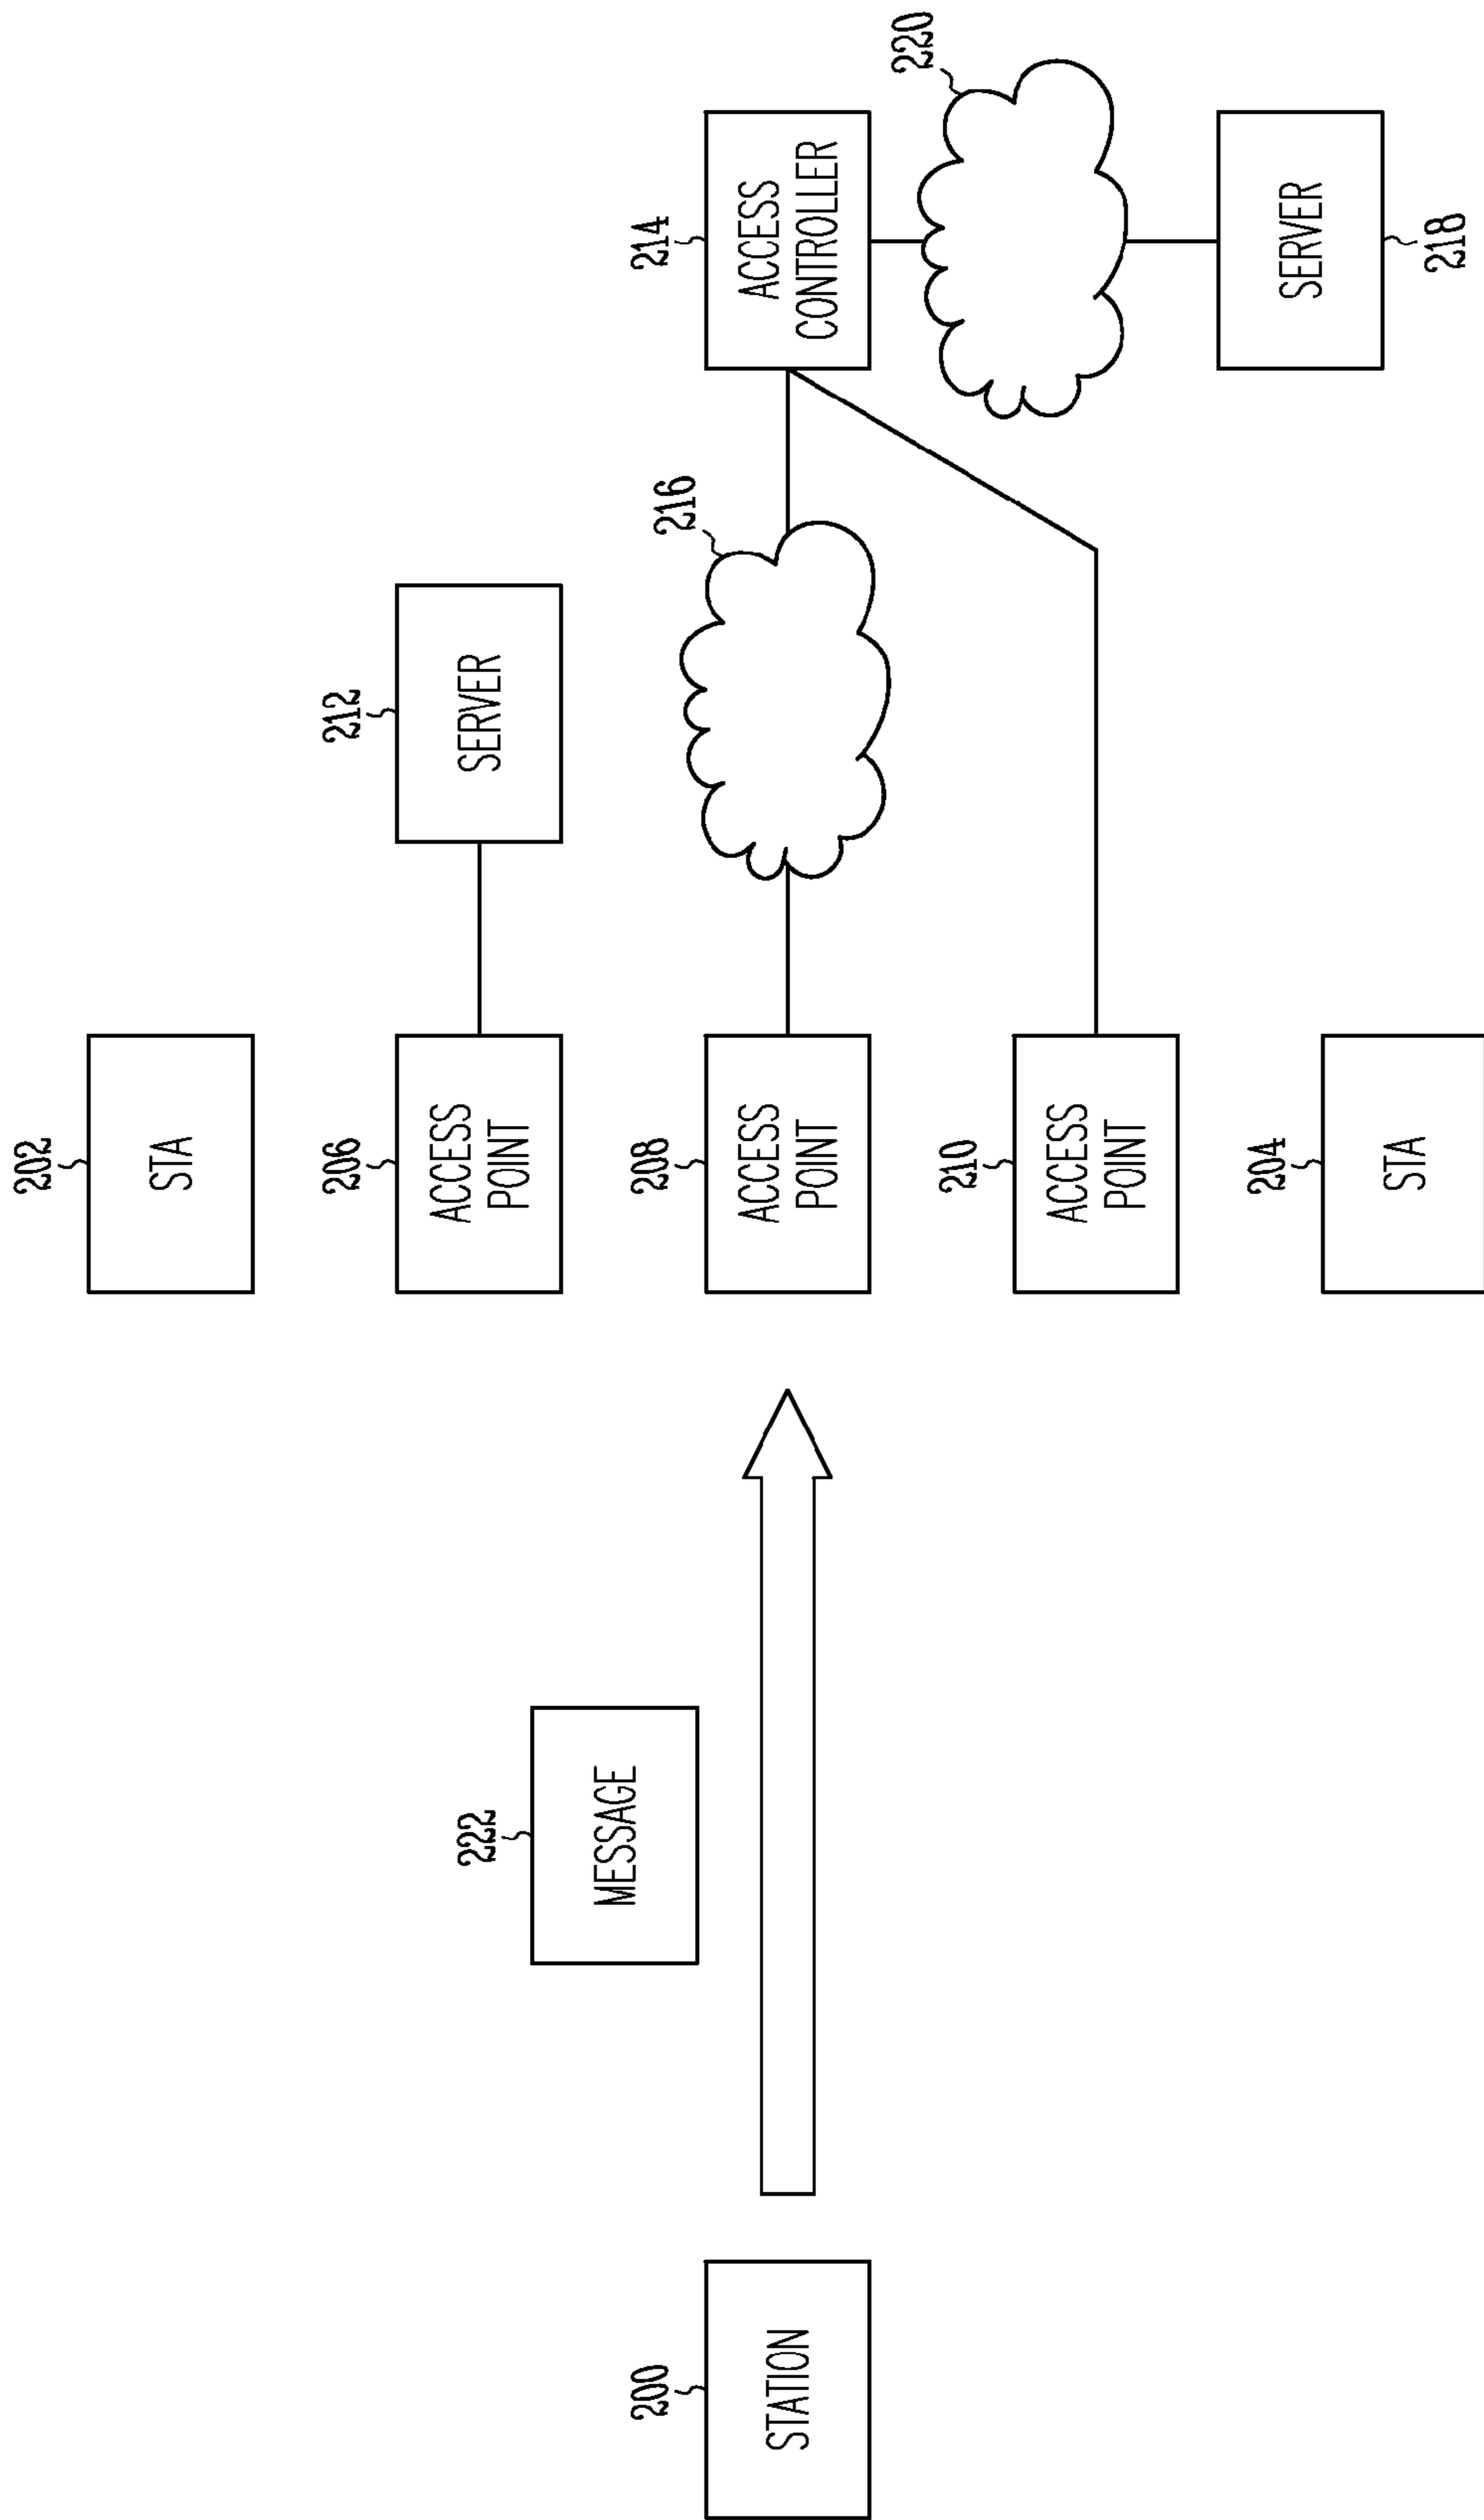 202
STA
206
ACCESS
POINT
212
SERVER
222
MESSAGE
200
STATION
208
ACCESS
POINT
216
214
ACCESS
CONTROLLER
220
210
ACCESS
POINT
204
STA
SERVER
218